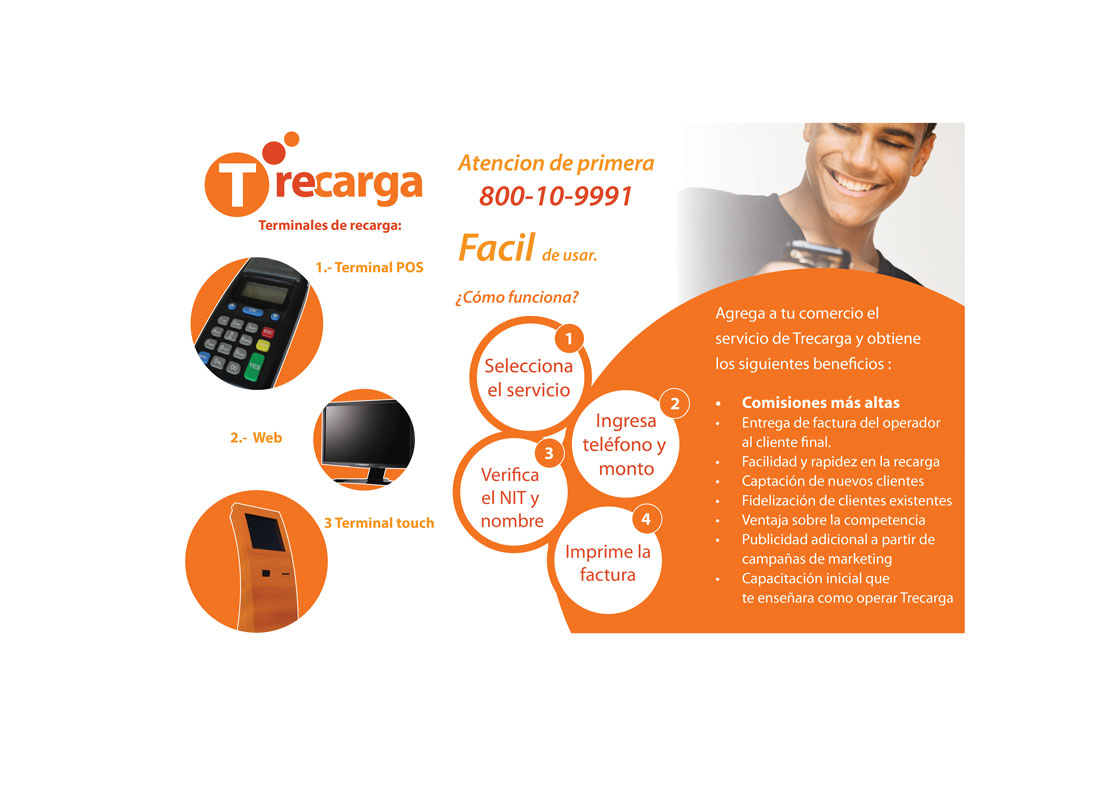 Trecarga
Terminales de recarga:
1.- Terminal POS
2.- Web
3 Terminal touch
Atencion de primera
800-10-9991
Facil de usar.
¿Cómo funciona?
1
Selecciona
el servicio
2
Ingresa
teléfono y
monto
3
Verifica
el NIT y
nombre
4
Imprime la
factura
Agrega a tu comercio el
servicio de Trecarga y obtiene
los siguientes beneficios :
• Comisiones más altas
• Entrega de factura del operador
al cliente final.
• Facilidad y rapidez en la recarga
• Captación de nuevos clientes
• Fidelización de clientes existentes
• Ventaja sobre la competencia
• Publicidad adicional a partir de
campañas de marketing
• Capacitación inicial que
te enseñara como operar Trecarga